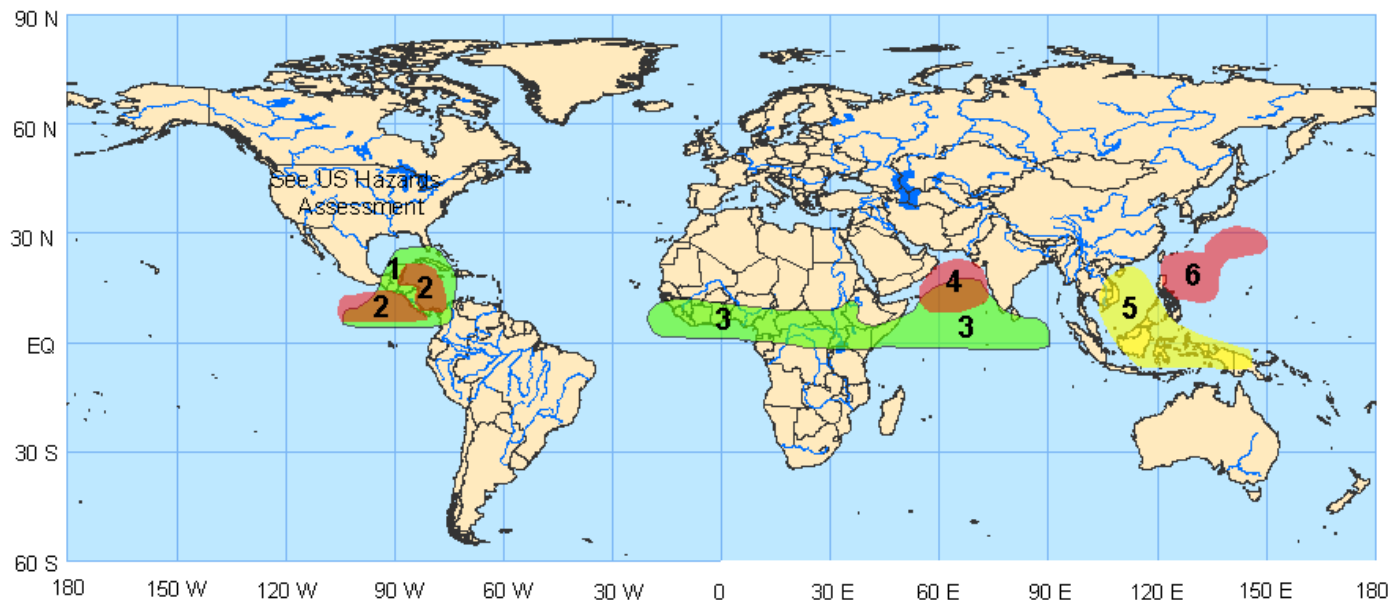 90 N
60 N
See US Hazards
Assessment
30 N
1
2
2
4
6
5
3
3
EQ
30 S
60 S
180
150 W
120 W
90 W
60 W
30 W
0
30 E
60 E
90 E
120 E
150 E
180